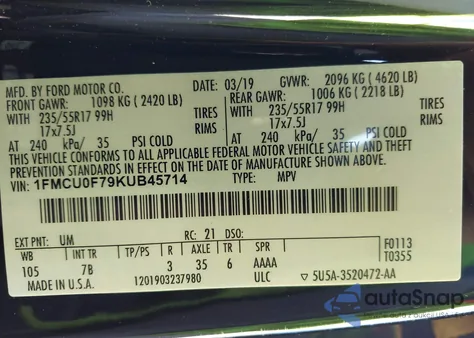 MFD. BY FORD MOTOR CO. 03/19 GVWR: 2096 KG ( 4620 LB)
FRONT GAWR: 1098 KG ( 2420 LB) REAR GAWR: 1006 KG ( 2218 LB)
WITH 235/55R17 99H TIRES WITH 235/55R17 99H TIRES
17x7.5J RIMS 17x7.5J RIMS
AT 240 kPa/ 35 PSI COLD AT 240 kPa/ 35 PSI COLD
THIS VEHICLE CONFORMS TO ALL APPLICABLE FEDERAL MOTOR VEHICLE SAFETY AND THEFT
PREVENTION STANDARDS IN EFFECT ON THE DATE OF MANUFACTURE SHOWN ABOVE.
VIN: 1FMCU0F79KUB45714 TYPE: MPV
EXT PNT: UM RC: 21 DSO: F0113
WB INT TR TP/PS R AXLE TR SPR T0355
105 7B 3 35 6 AAAA
MADE IN U.S.A. 1201903237980 ULC ▽ 5U5A-3520472-AA
autoSnap